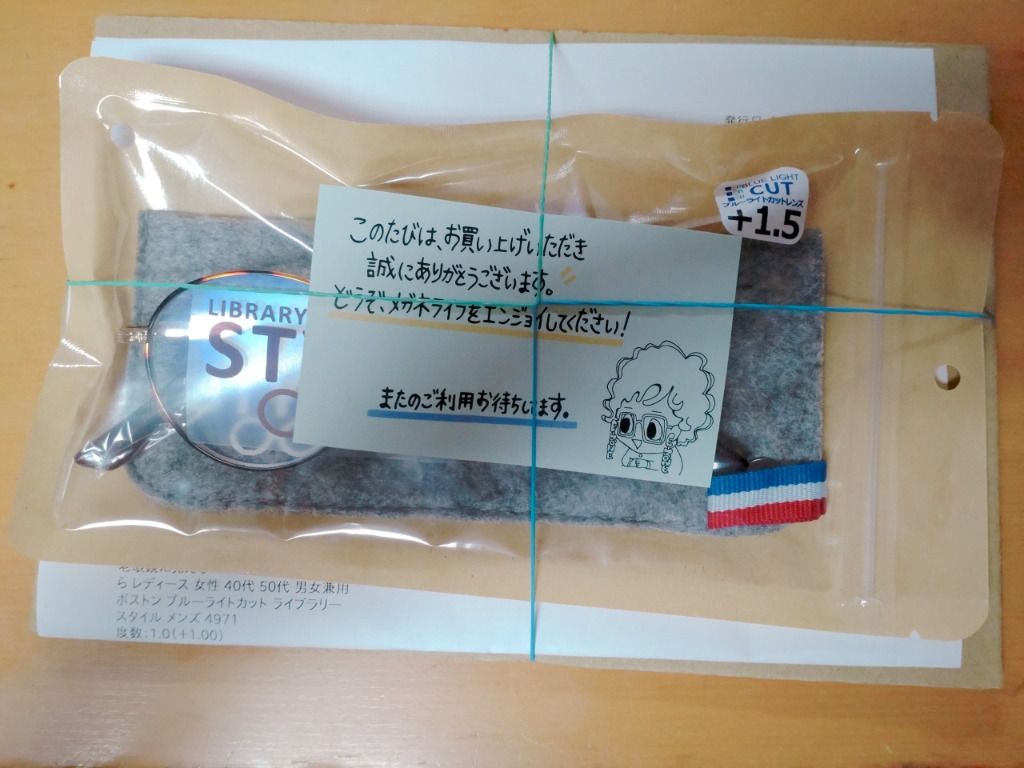 BLUE LIGHT
CUT
ブルーライトカットレンズ
+1.5
このたびは、お買い上げいただき
誠にありがとうございます。
どうぞ、メガネライフをエンジョイしてください!
またのご利用お待ちしてます。
LIBRARY
ら レディース 女性 40代 50代 男女兼用
ボストン ブルーライトカット ライブラリー
スタイル メンズ 4971
度数:1.0(+1.00)